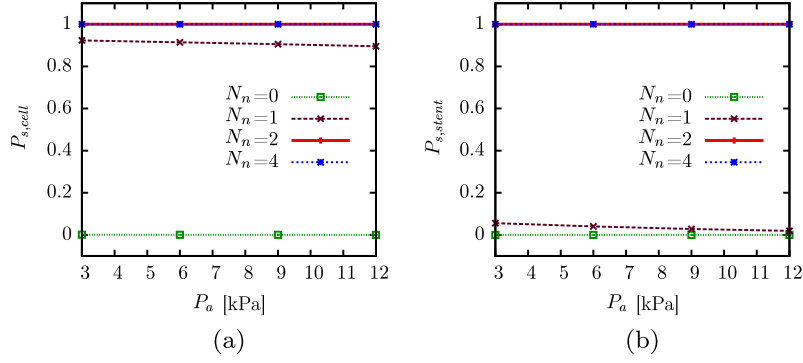 1
0.8
0.6
0.4
0.2
0
P_{s,cell}
N_n=0
N_n=1
N_n=2
N_n=4
3 4 5 6 7 8 9 10 11 12
P_a [kPa]
(a)
1
0.8
0.6
0.4
0.2
0
P_{s,stent}
N_n=0
N_n=1
N_n=2
N_n=4
3 4 5 6 7 8 9 10 11 12
P_a [kPa]
(b)